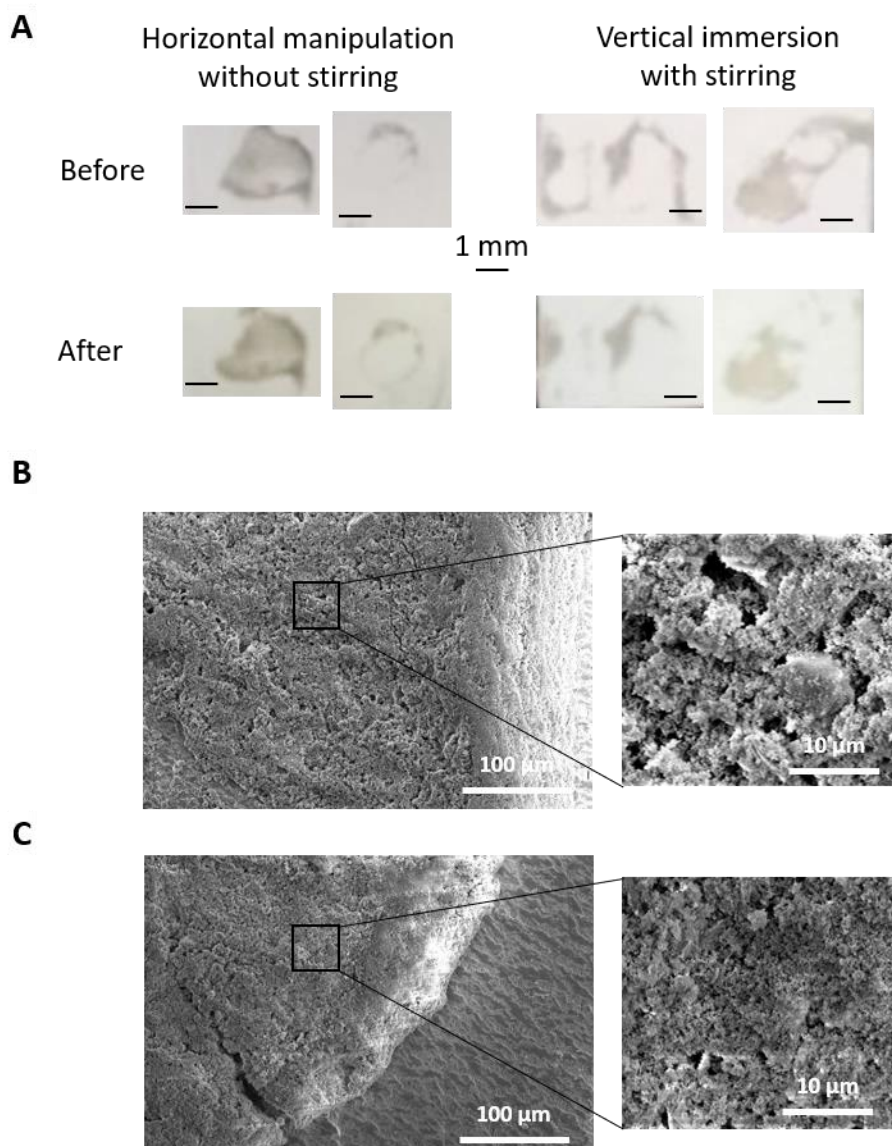 A
Horizontal manipulation
without stirring
Vertical immersion
with stirring
Before
1 mm
After
B
100 µm
10 µm
C
100 µm
10 µm